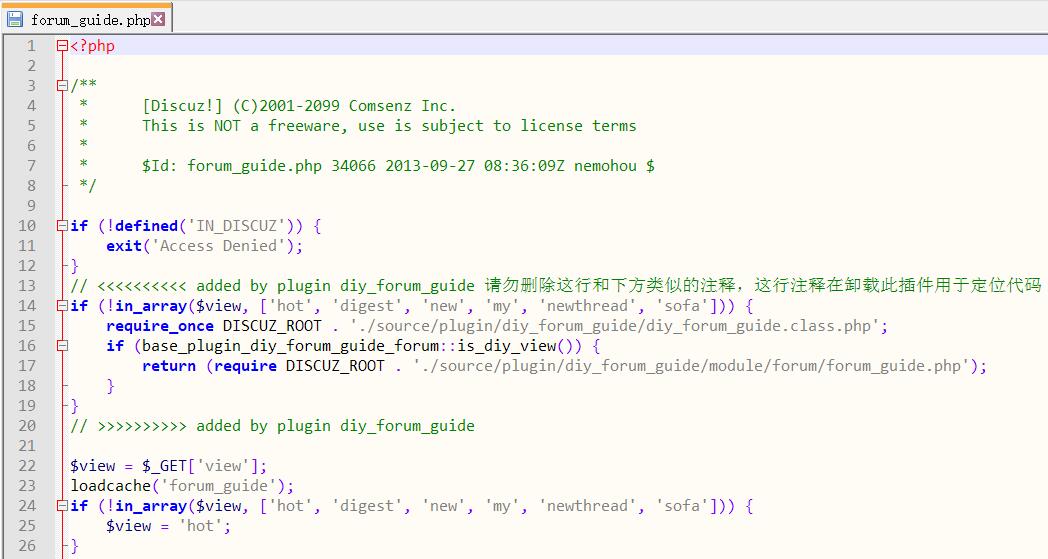 forum_guide.php
1 <?php
2
3 /**
4  *      [Discuz!] (C)2001-2099 Comsenz Inc.
5  *      This is NOT a freeware, use is subject to license terms
6  *
7  *      $Id: forum_guide.php 34066 2013-09-27 08:36:09Z nemohou $
8  */
9
10 if (!defined('IN_DISCUZ')) {
11     exit('Access Denied');
12 }
13 // <<<<<<<<<< added by plugin diy_forum_guide 请勿删除这行和下方类似的注释，这行注释在卸载此插件用于定位代码
14 if (!in_array($view, ['hot', 'digest', 'new', 'my', 'newthread', 'sofa'])) {
15     require_once DISCUZ_ROOT . './source/plugin/diy_forum_guide/diy_forum_guide.class.php';
16     if (base_plugin_diy_forum_guide_forum::is_diy_view()) {
17         return (require DISCUZ_ROOT . './source/plugin/diy_forum_guide/module/forum/forum_guide.php');
18     }
19 }
20 // >>>>>>>>>> added by plugin diy_forum_guide
21
22 $view = $_GET['view'];
23 loadcache('forum_guide');
24 if (!in_array($view, ['hot', 'digest', 'new', 'my', 'newthread', 'sofa'])) {
25     $view = 'hot';
26 }